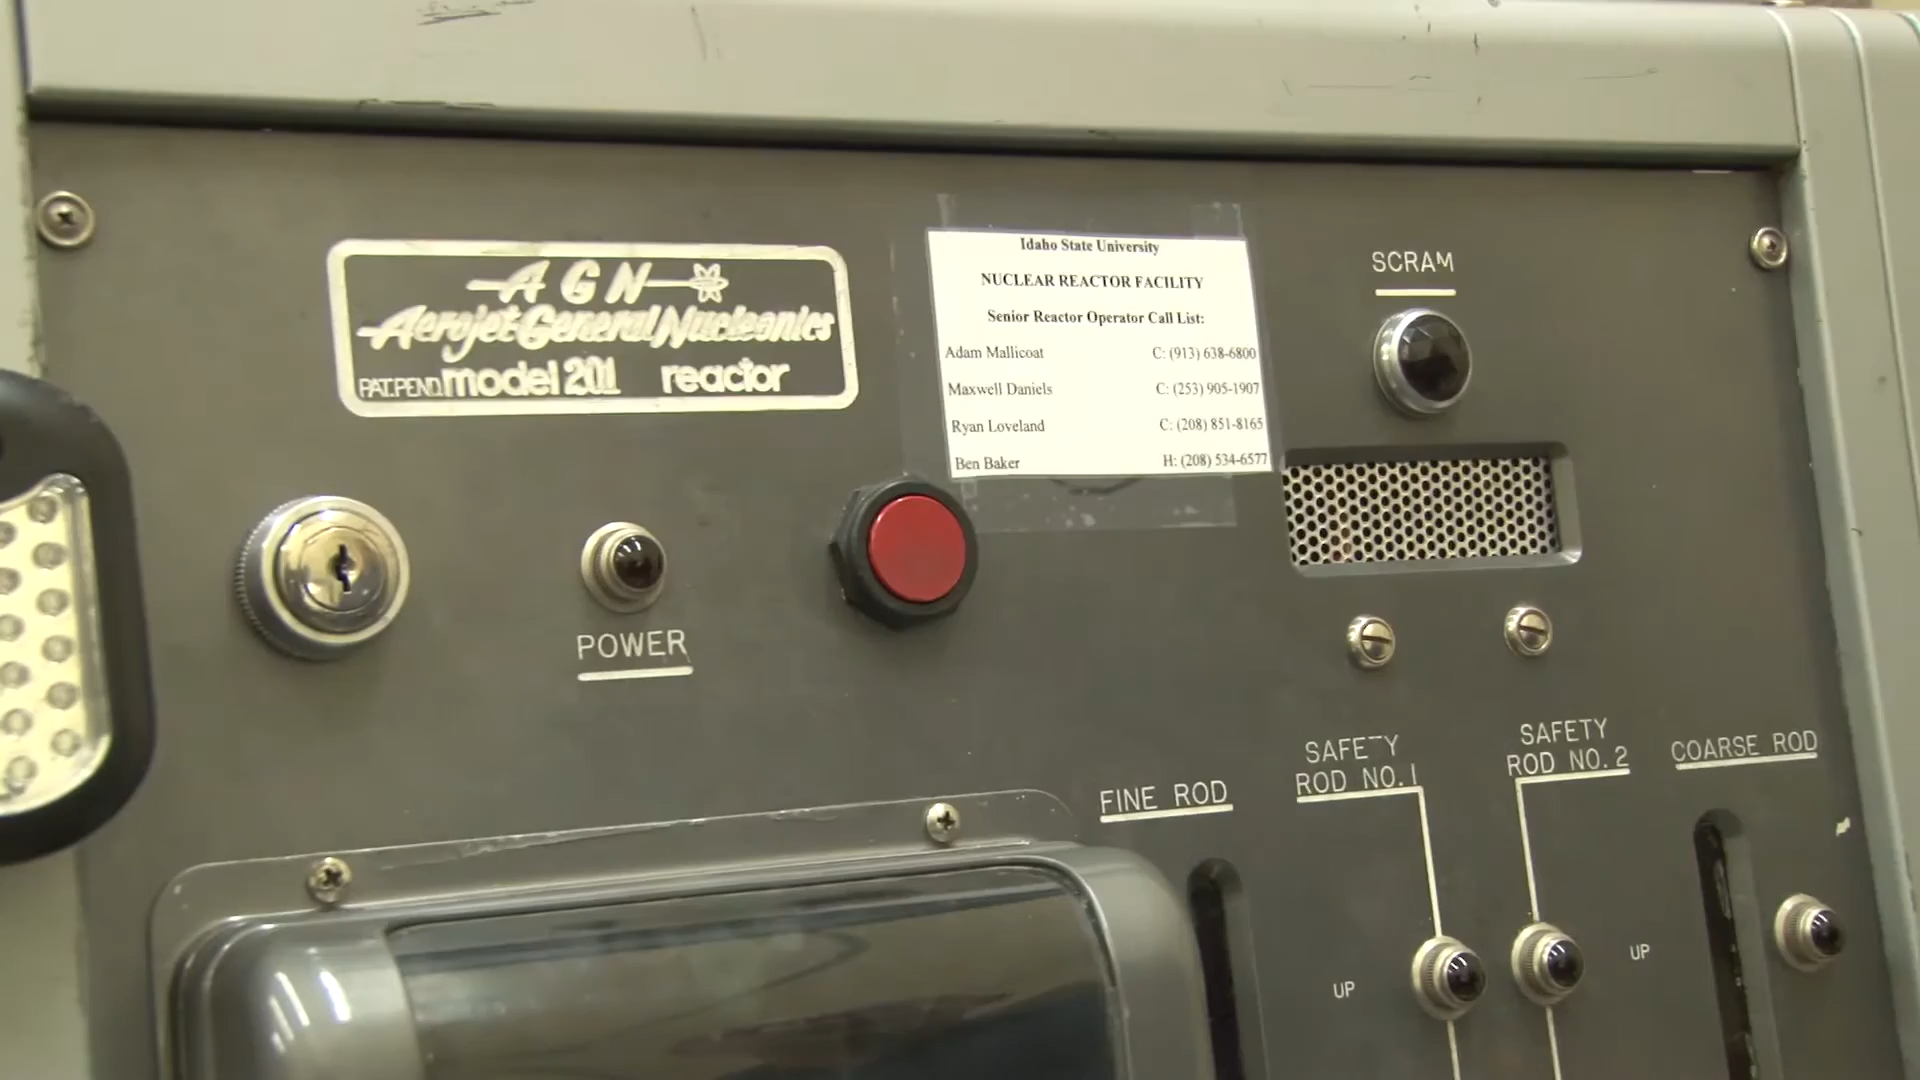 A G N
Aerojet-General Nucleonics
PAT. PEND. model 201 reactor
Idaho State University
NUCLEAR REACTOR FACILITY
Senior Reactor Operator Call List:
Adam Mallicoat C: (913) 638-6800
Maxwell Daniels C: (253) 905-1907
Ryan Loveland C: (208) 851-8165
Ben Baker H: (208) 534-6577
SCRAM
POWER
FINE ROD
SAFETY
ROD NO. 1
SAFETY
ROD NO. 2
COARSE ROD
UP
UP